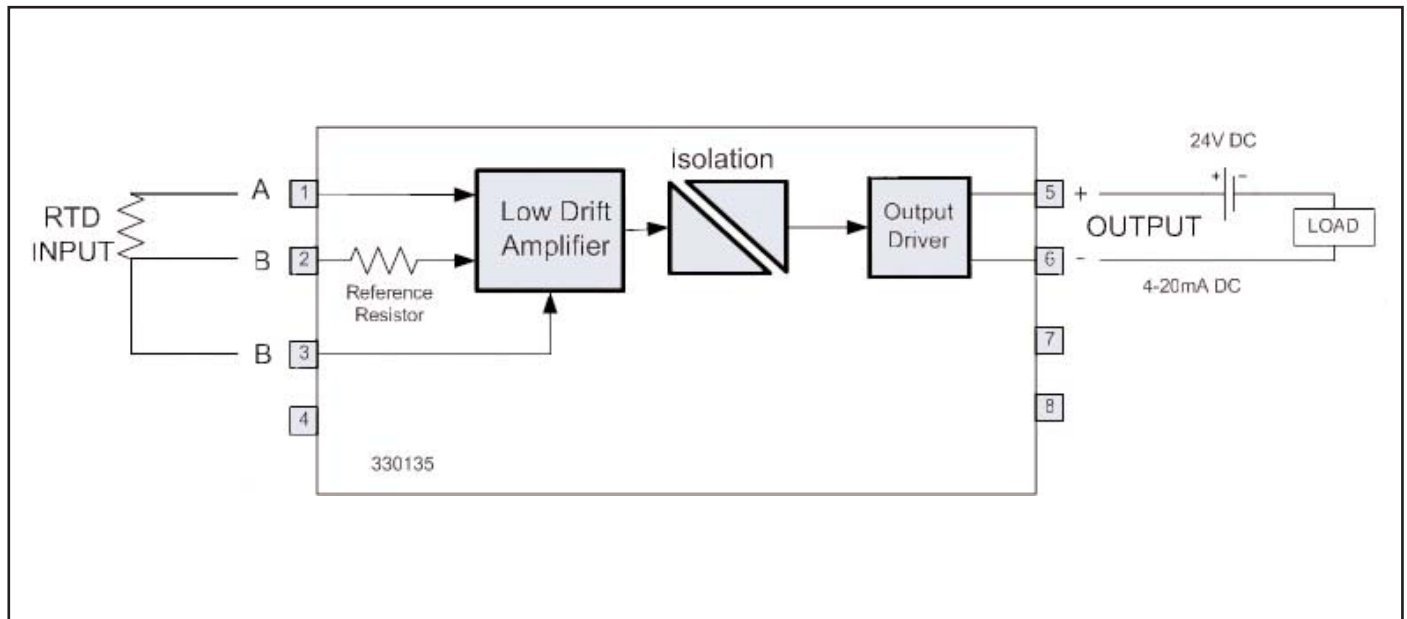 RTD
INPUT
A
1
B
2
Reference
Resistor
B
3
4
330135
Low Drift
Amplifier
isolation
Output
Driver
5
+
OUTPUT
6
-
7
8
24V DC
+ -
LOAD
4-20mA DC